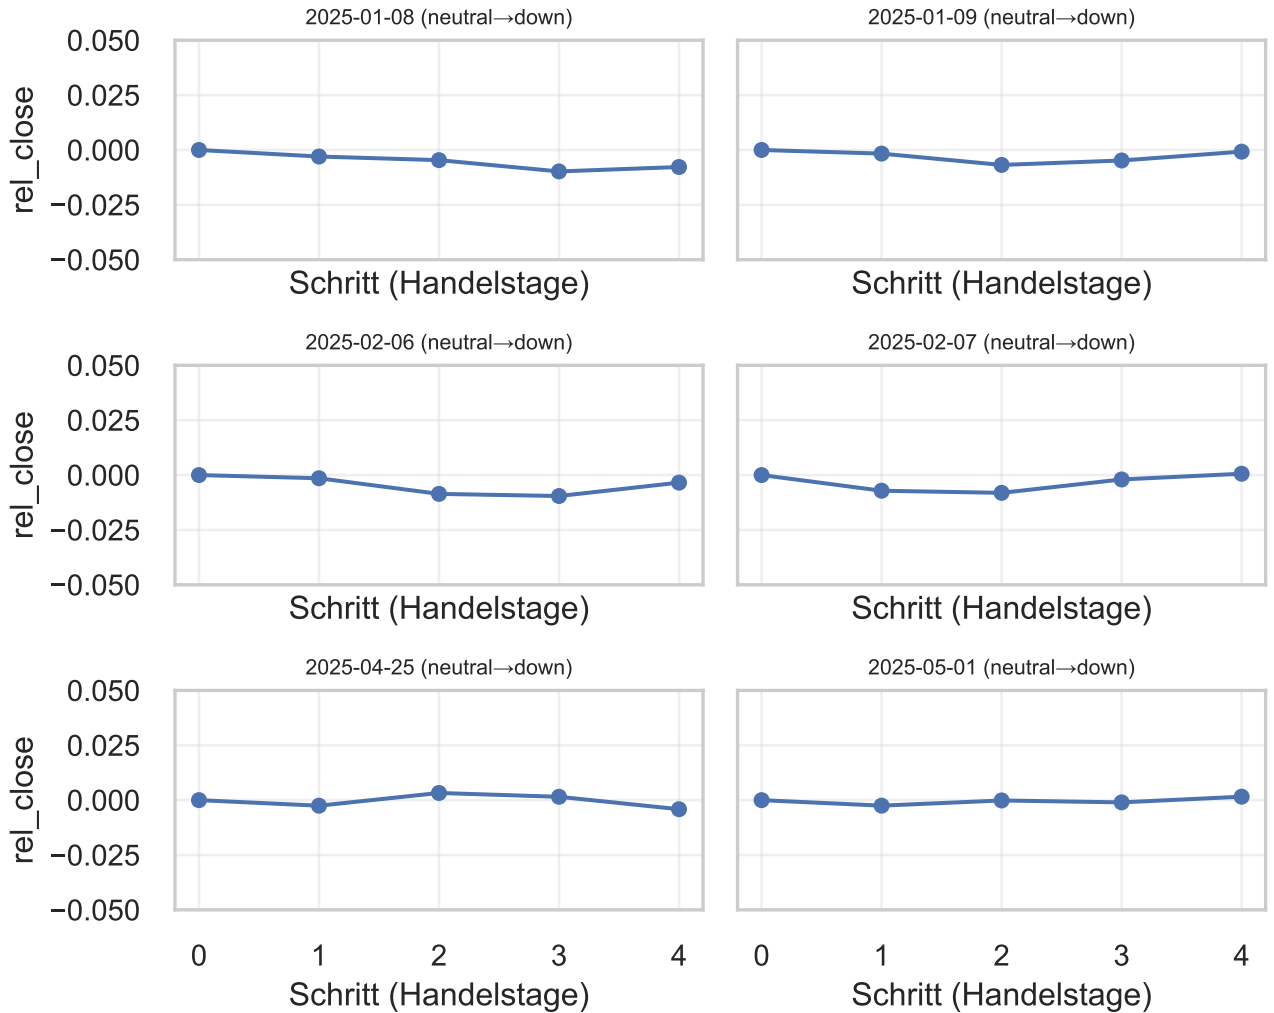 2025-01-08 (neutral→down)
0.050
0.025
0.000
−0.025
−0.050
rel_close
Schritt (Handelstage)
2025-01-09 (neutral→down)
Schritt (Handelstage)
2025-02-06 (neutral→down)
0.050
0.025
0.000
−0.025
−0.050
rel_close
Schritt (Handelstage)
2025-02-07 (neutral→down)
Schritt (Handelstage)
2025-04-25 (neutral→down)
0.050
0.025
0.000
−0.025
−0.050
rel_close
0 1 2 3 4
Schritt (Handelstage)
2025-05-01 (neutral→down)
0 1 2 3 4
Schritt (Handelstage)